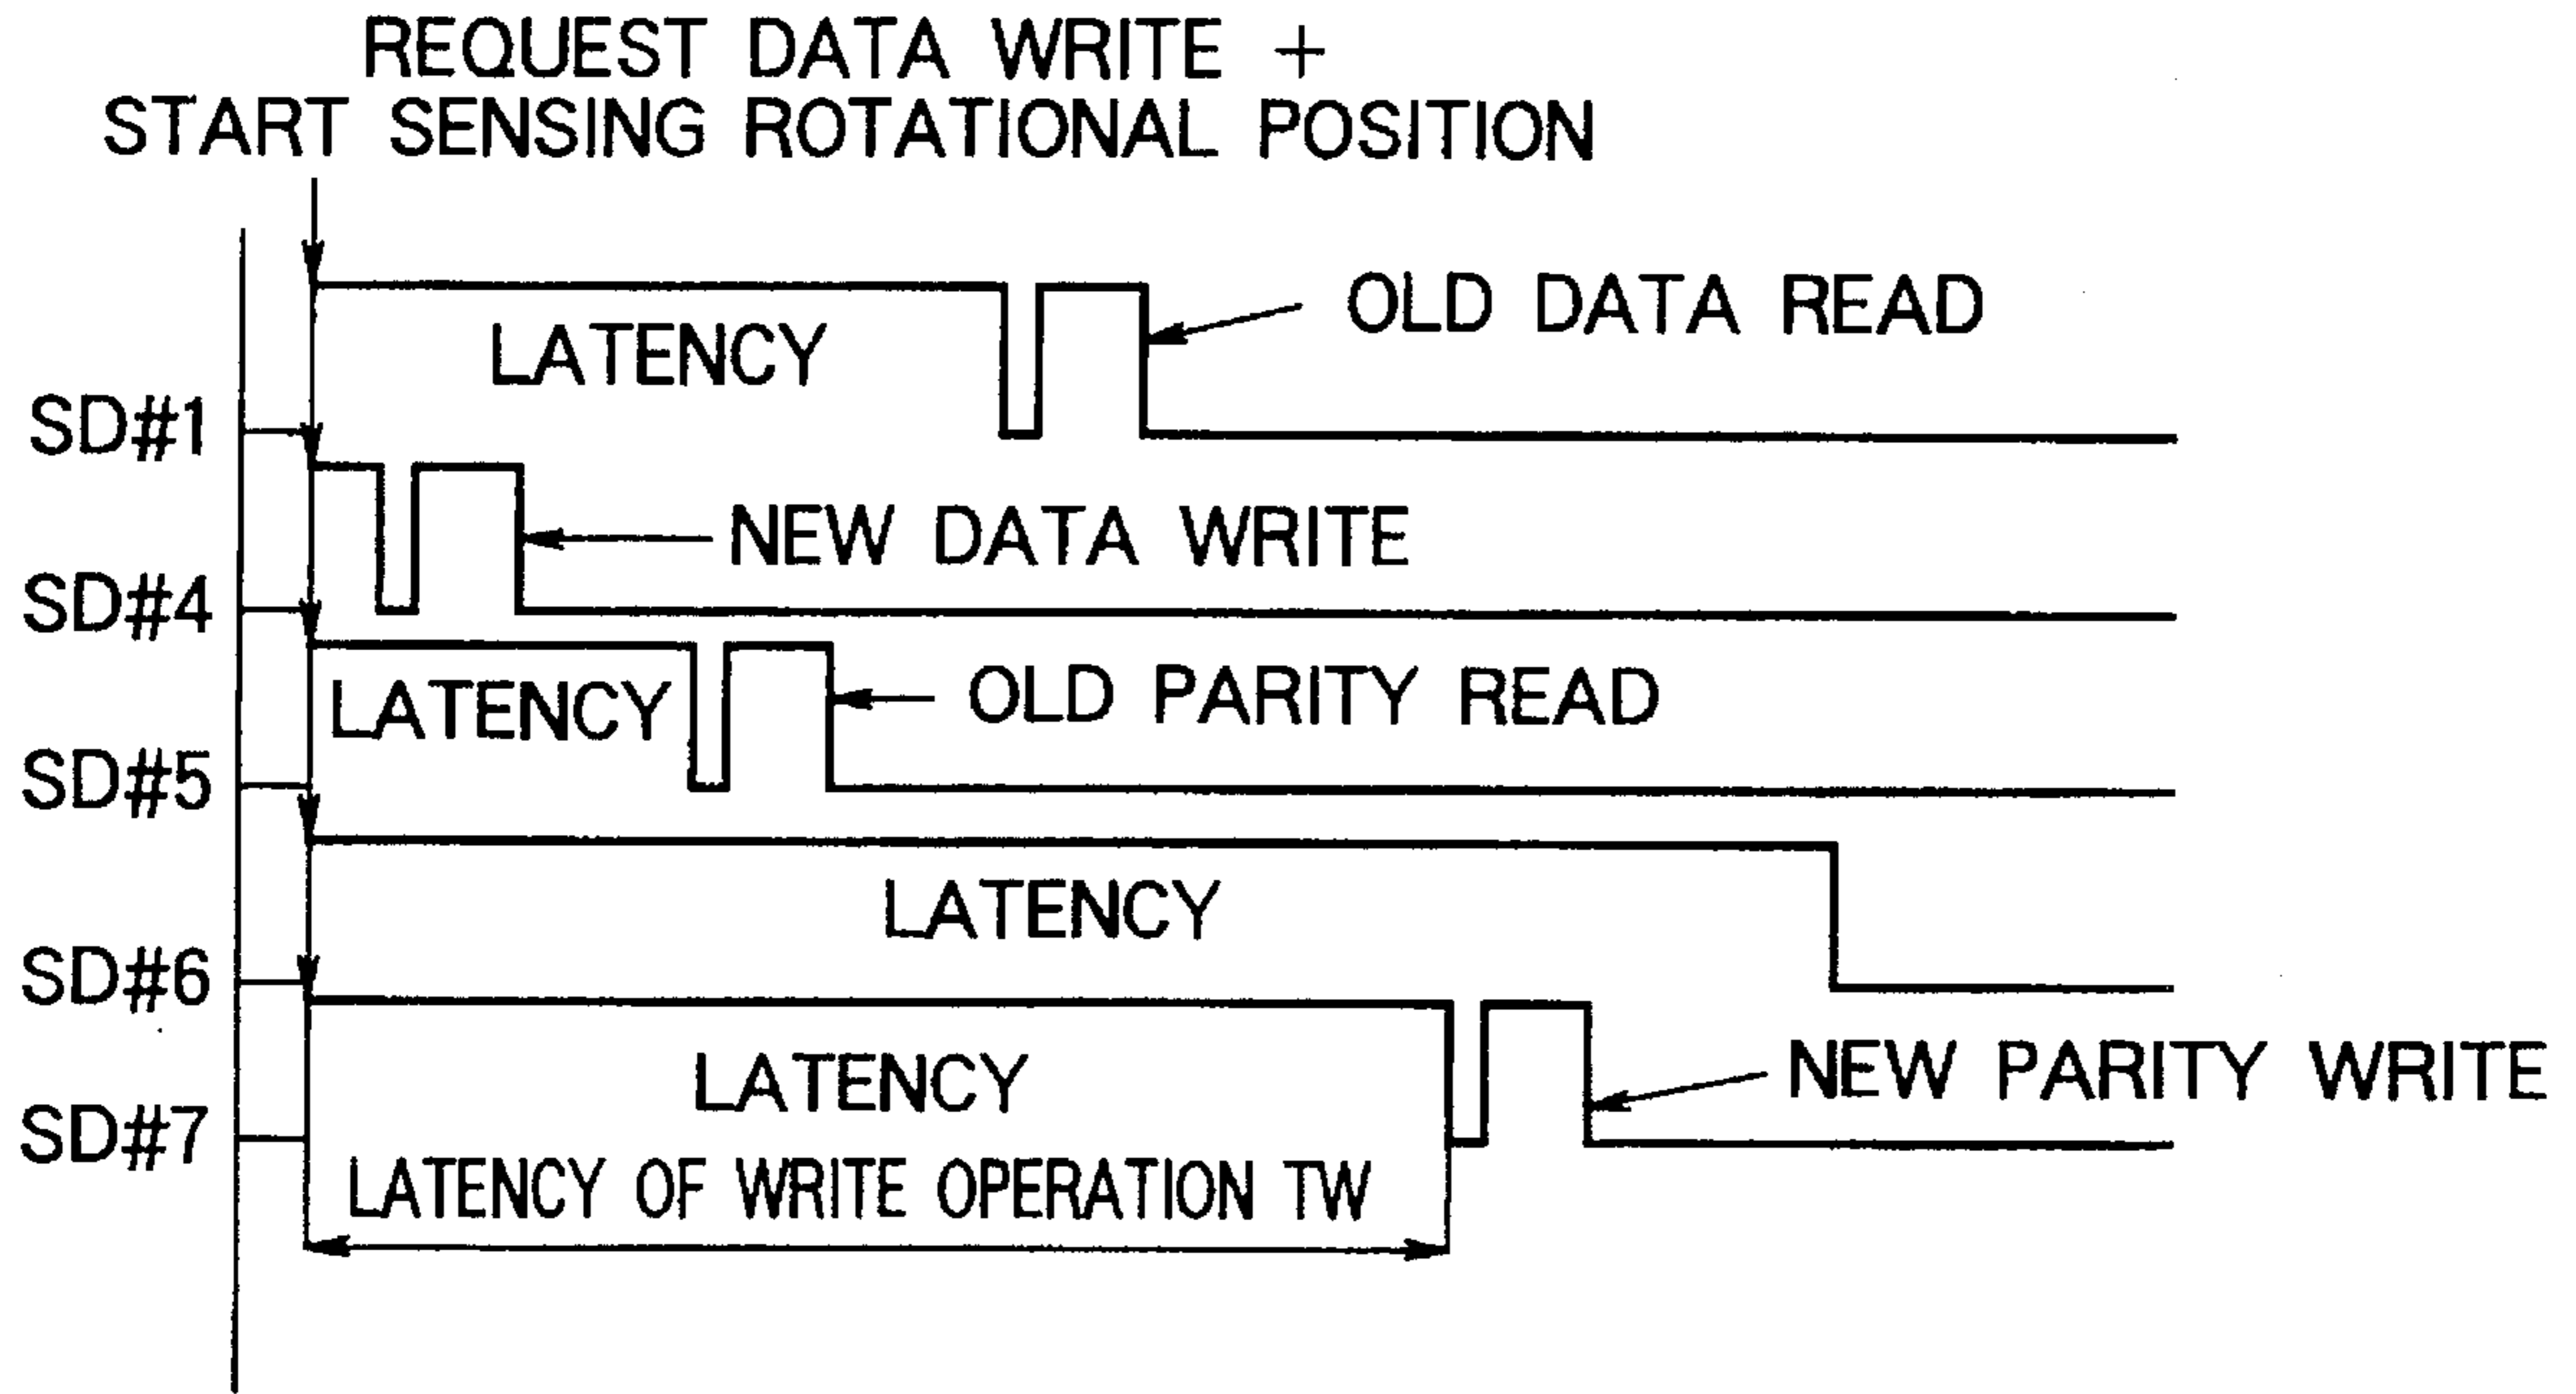 REQUEST DATA WRITE +
START SENSING ROTATIONAL POSITION
OLD DATA READ
LATENCY
SD#1
NEW DATA WRITE
SD#4
OLD PARITY READ
LATENCY
SD#5
LATENCY
SD#6
NEW PARITY WRITE
LATENCY
SD#7
LATENCY OF WRITE OPERATION TW